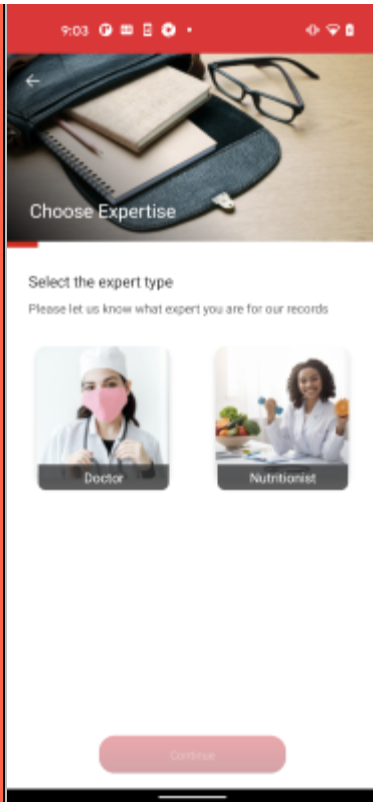 9:03
Choose Expertise
Select the expert type
Please let us know what expert you are for our records
Doctor
Nutritionist
Continue